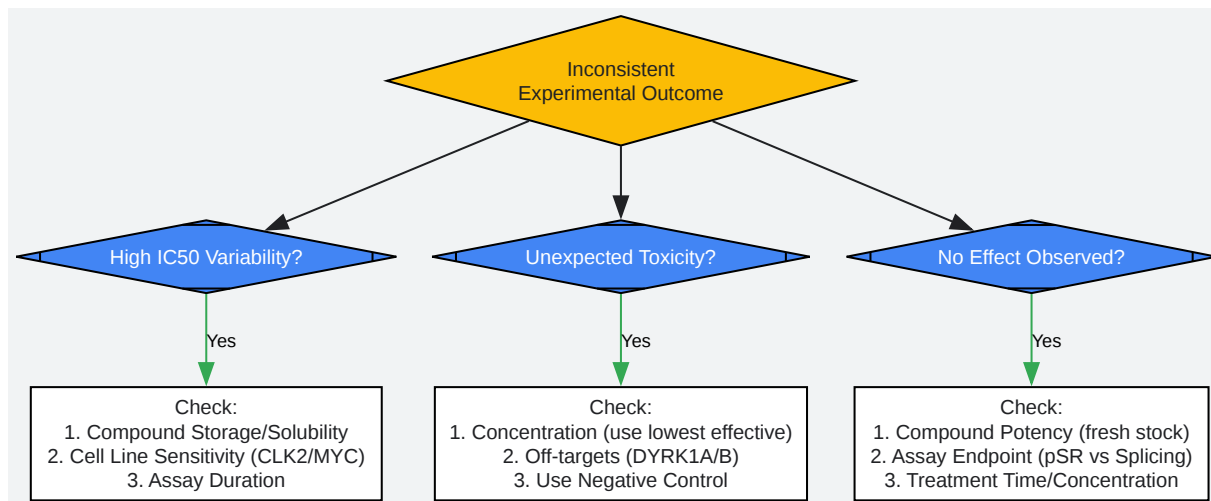 Inconsistent
Experimental Outcome
High IC50 Variability?
Unexpected Toxicity?
No Effect Observed?
Yes
Yes
Yes
Check:
1. Compound Storage/Solubility
2. Cell Line Sensitivity (CLK2/MYC)
3. Assay Duration
Check:
1. Concentration (use lowest effective)
2. Off-targets (DYRK1A/B)
3. Use Negative Control
Check:
1. Compound Potency (fresh stock)
2. Assay Endpoint (pSR vs Splicing)
3. Treatment Time/Concentration